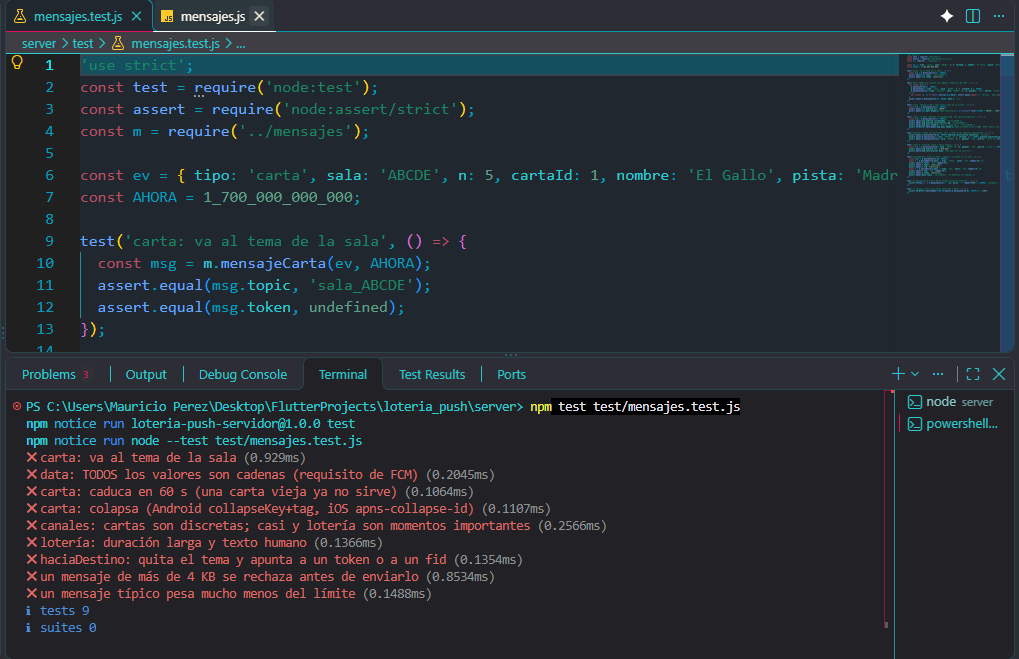 mensajes.test.js
JS mensajes.js
server > test > mensajes.test.js > ...
1 'use strict';
2 const test = require('node:test');
3 const assert = require('node:assert/strict');
4 const m = require('../mensajes');
5
6 const ev = { tipo: 'carta', sala: 'ABCDE', n: 5, cartaId: 1, nombre: 'El Gallo', pista: 'Madr
7 const AHORA = 1_700_000_000_000;
8
9 test('carta: va al tema de la sala', () => {
10 const msg = m.mensajeCarta(ev, AHORA);
11 assert.equal(msg.topic, 'sala_ABCDE');
12 assert.equal(msg.token, undefined);
13 });
14
Problems 3 Output Debug Console Terminal Test Results Ports
PS C:\Users\Mauricio Perez\Desktop\FlutterProjects\loteria_push\server> npm test test/mensajes.test.js
npm notice run loteria-push-servidor@1.0.0 test
npm notice run node --test test/mensajes.test.js
carta: va al tema de la sala (0.929ms)
data: TODOS los valores son cadenas (requisito de FCM) (0.2045ms)
carta: caduca en 60 s (una carta vieja ya no sirve) (0.1064ms)
carta: colapsa (Android collapseKey+tag, iOS apns-collapse-id) (0.1107ms)
canales: cartas son discretas; casi y lotería son momentos importantes (0.2566ms)
lotería: duración larga y texto humano (0.1366ms)
haciaDestino: quita el tema y apunta a un token o a un fid (0.1354ms)
un mensaje de más de 4 KB se rechaza antes de enviarlo (0.8534ms)
un mensaje típico pesa mucho menos del límite (0.1488ms)
i tests 9
i suites 0
node server
powershell...